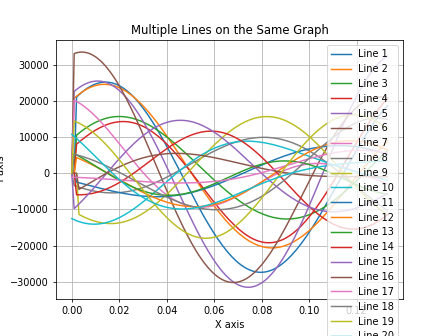 Multiple Lines on the Same Graph
30000
20000
10000
0
-10000
-20000
-30000
0.00
0.02
0.04
0.06
0.08
0.10
X axis
Line 1
Line 2
Line 3
Line 4
Line 5
Line 6
Line 7
Line 8
Line 9
Line 10
Line 11
Line 12
Line 13
Line 14
Line 15
Line 16
Line 17
Line 18
Line 19
Line 20